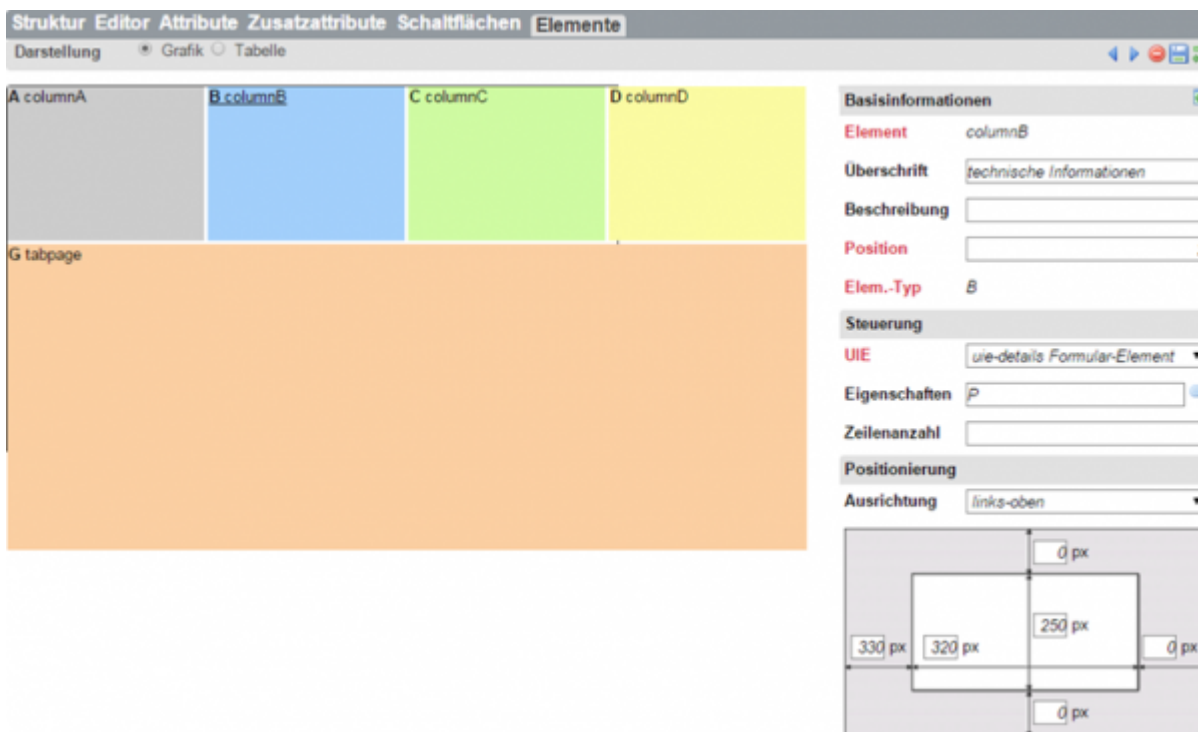 Struktur Editor Attribute Zusatzattribute Schaltflächen Elemente
Darstellung Grafik Tabelle
A columnA B columnB C columnC D columnD
G tabpage
Basisinformationen
Element columnB
Überschrift technische Informationen
Beschreibung
Position
Elem.-Typ B
Steuerung
UIE uie-details Formular-Element
Eigenschaften P
Zeilenanzahl
Positionierung
Ausrichtung links-oben
0 px
250 px
330 px 320 px 0 px
0 px